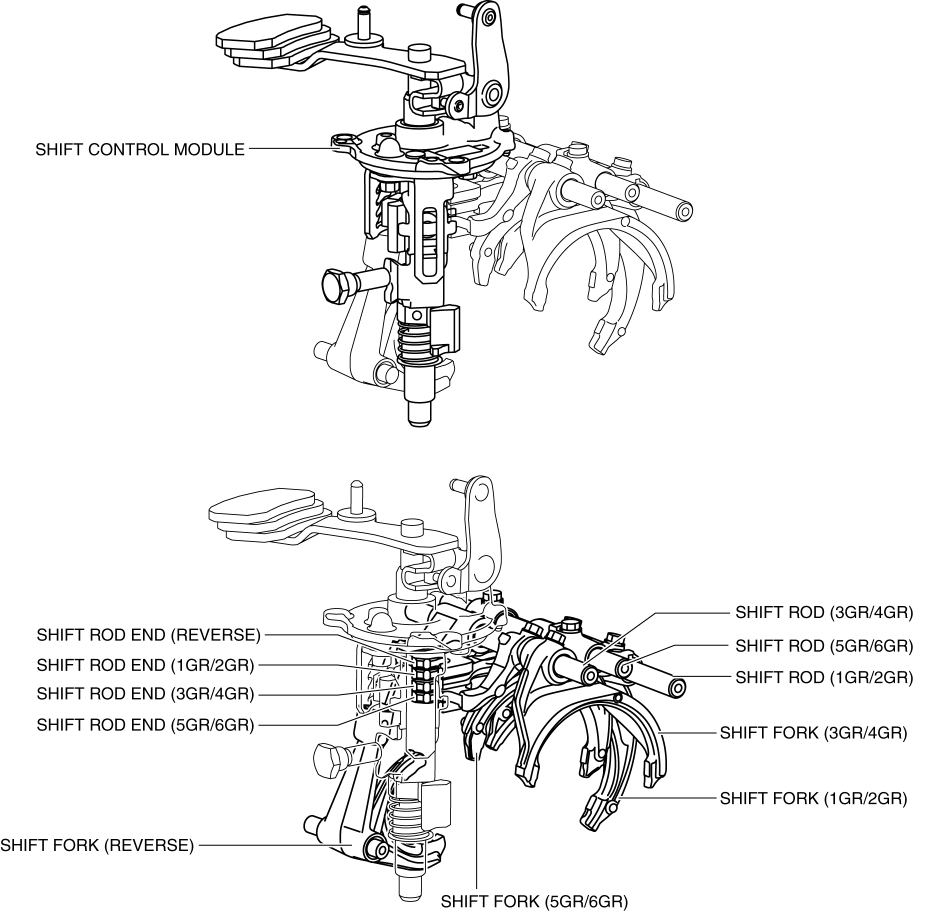 SHIFT CONTROL MODULE
SHIFT ROD (3GR/4GR)
SHIFT ROD END (REVERSE)
SHIFT ROD (5GR/6GR)
SHIFT ROD END (1GR/2GR)
SHIFT ROD (1GR/2GR)
SHIFT ROD END (3GR/4GR)
SHIFT ROD END (5GR/6GR)
SHIFT FORK (3GR/4GR)
SHIFT FORK (1GR/2GR)
SHIFT FORK (REVERSE)
SHIFT FORK (5GR/6GR)